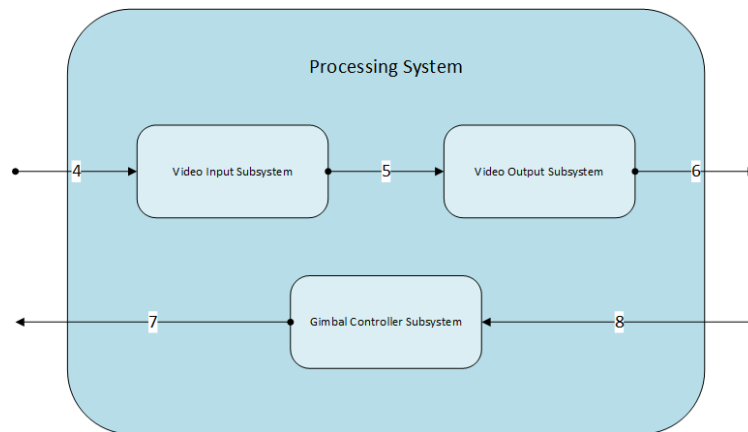 Processing System
4
Video Input Subsystem
5
Video Output Subsystem
6
7
Gimbal Controller Subsystem
8